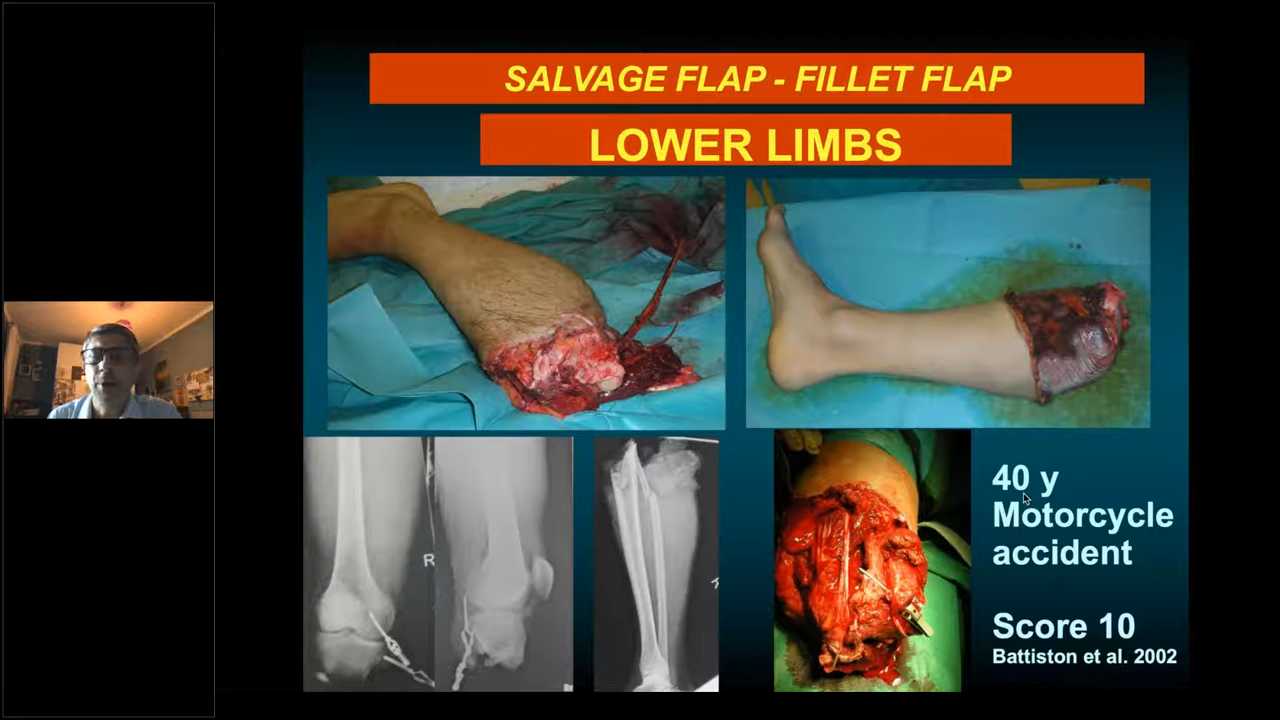 SALVAGE FLAP - FILLET FLAP
LOWER LIMBS
R
40 y
Motorcycle
accident
Score 10
Battiston et al. 2002